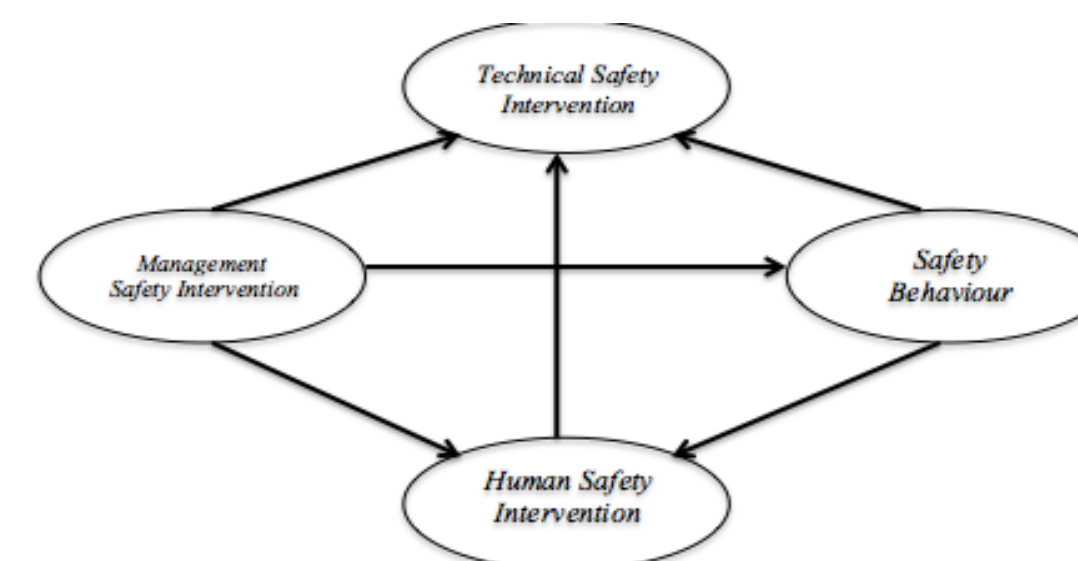 Technical Safety
Intervention
Management
Safety Intervention
Safety
Behaviour
Human Safety
Intervention